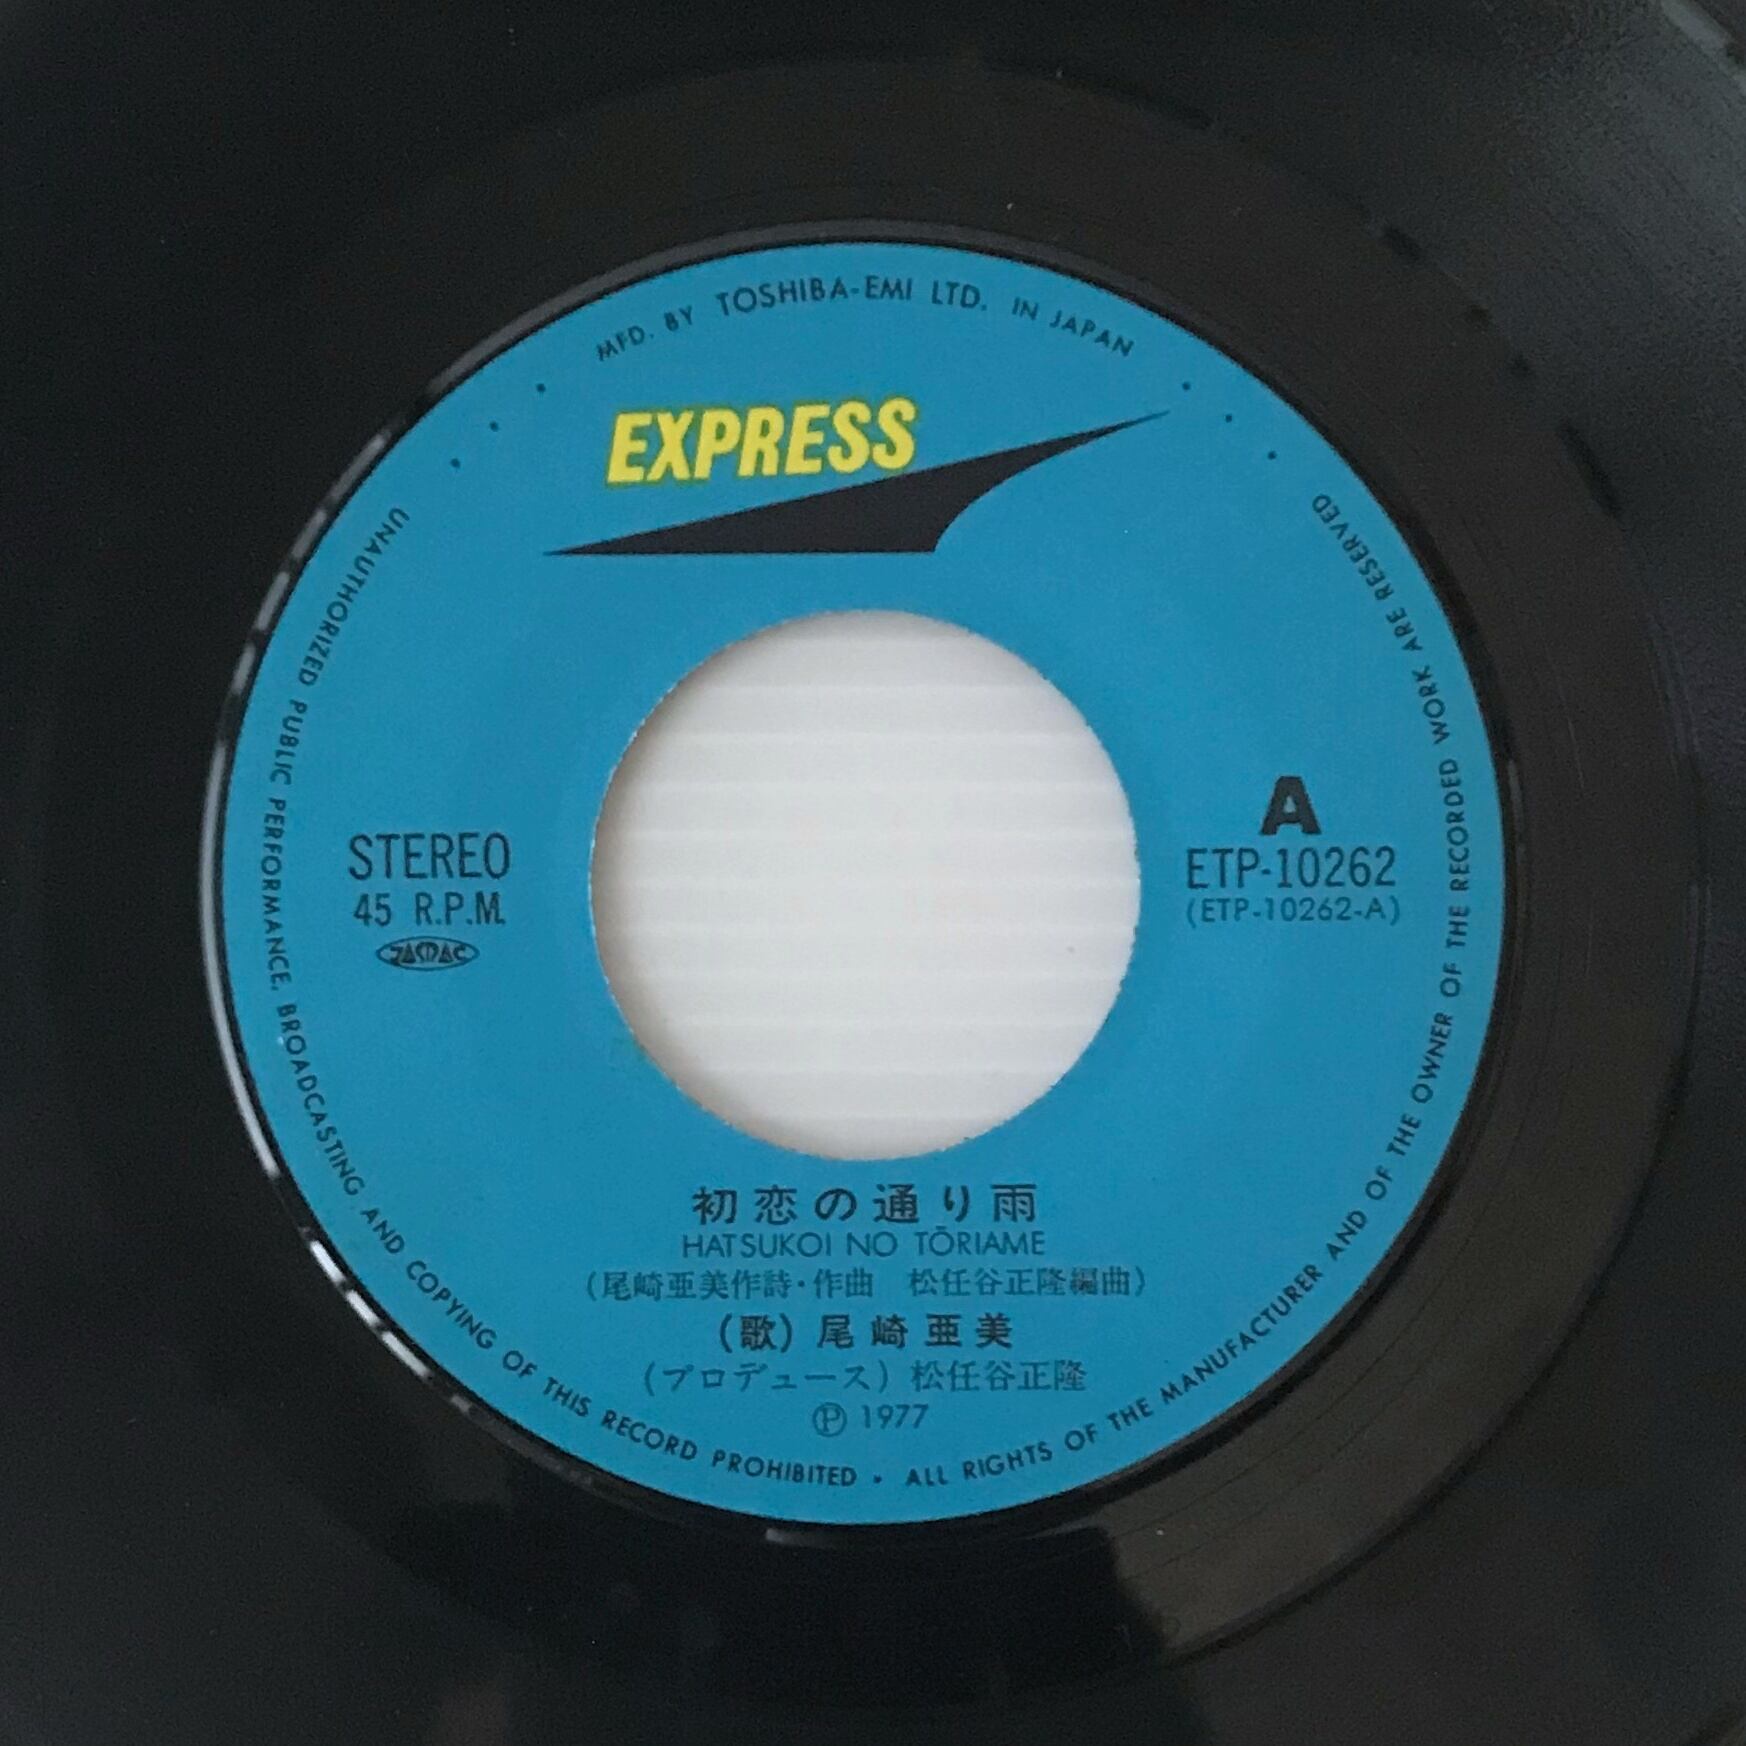 MFD. BY TOSHIBA-EMI LTD. IN JAPAN
EXPRESS
STEREO
45 R.P.M.
JASRAC
A
ETP-10262
(ETP-10262-A)
初恋の通り雨
HATSUKOI NO TŌRIAME
(尾崎亜美作詩・作曲 松任谷正隆編曲)
(歌) 尾崎亜美
(プロデュース) 松任谷正隆
Ⓟ 1977
UNAUTHORIZED PUBLIC PERFORMANCE, BROADCASTING AND COPYING OF THIS RECORD PROHIBITED • ALL RIGHTS OF THE MANUFACTURER AND OF THE OWNER OF THE RECORDED WORK ARE RESERVED